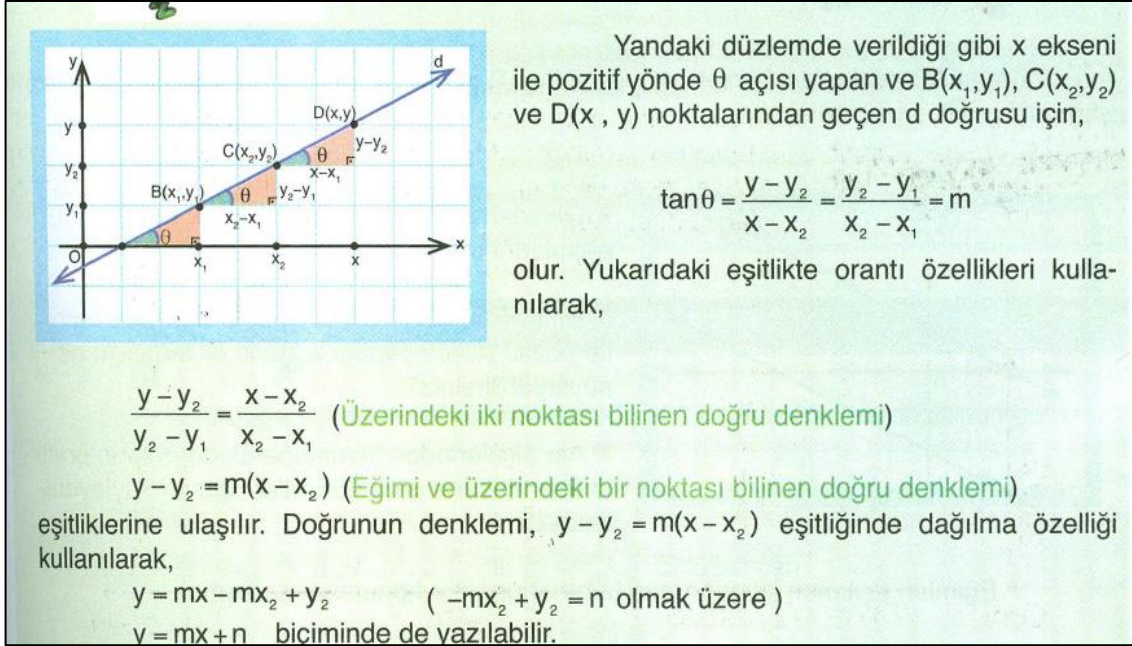 y
d
D(x,y)
y
θ
y–y₂
C(x₂,y₂)
x–x₁
y₂
B(x₁,y₁)
θ
y₂–y₁
y₁
x₂–x₁
θ
O
x₁
x₂
x
x
Yandaki düzlemde verildiği gibi x ekseni
ile pozitif yönde θ açısı yapan ve B(x₁,y₁), C(x₂,y₂)
ve D(x , y) noktalarından geçen d doğrusu için,
tanθ = (y – y₂)/(x – x₂) = (y₂ – y₁)/(x₂ – x₁) = m
olur. Yukarıdaki eşitlikte orantı özellikleri kulla-
nılarak,
(y – y₂)/(y₂ – y₁) = (x – x₂)/(x₂ – x₁) (Üzerindeki iki noktası bilinen doğru denklemi)
y – y₂ = m(x – x₂) (Eğimi ve üzerindeki bir noktası bilinen doğru denklemi)
eşitliklerine ulaşılır. Doğrunun denklemi, y – y₂ = m(x – x₂) eşitliğinde dağılma özelliği
kullanılarak,
y = mx – mx₂ + y₂ ( –mx₂ + y₂ = n olmak üzere )
y = mx + n biçiminde de yazılabilir.